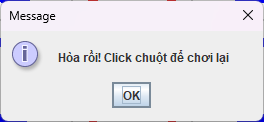 Message
Hòa rồi! Click chuột để chơi lại
OK